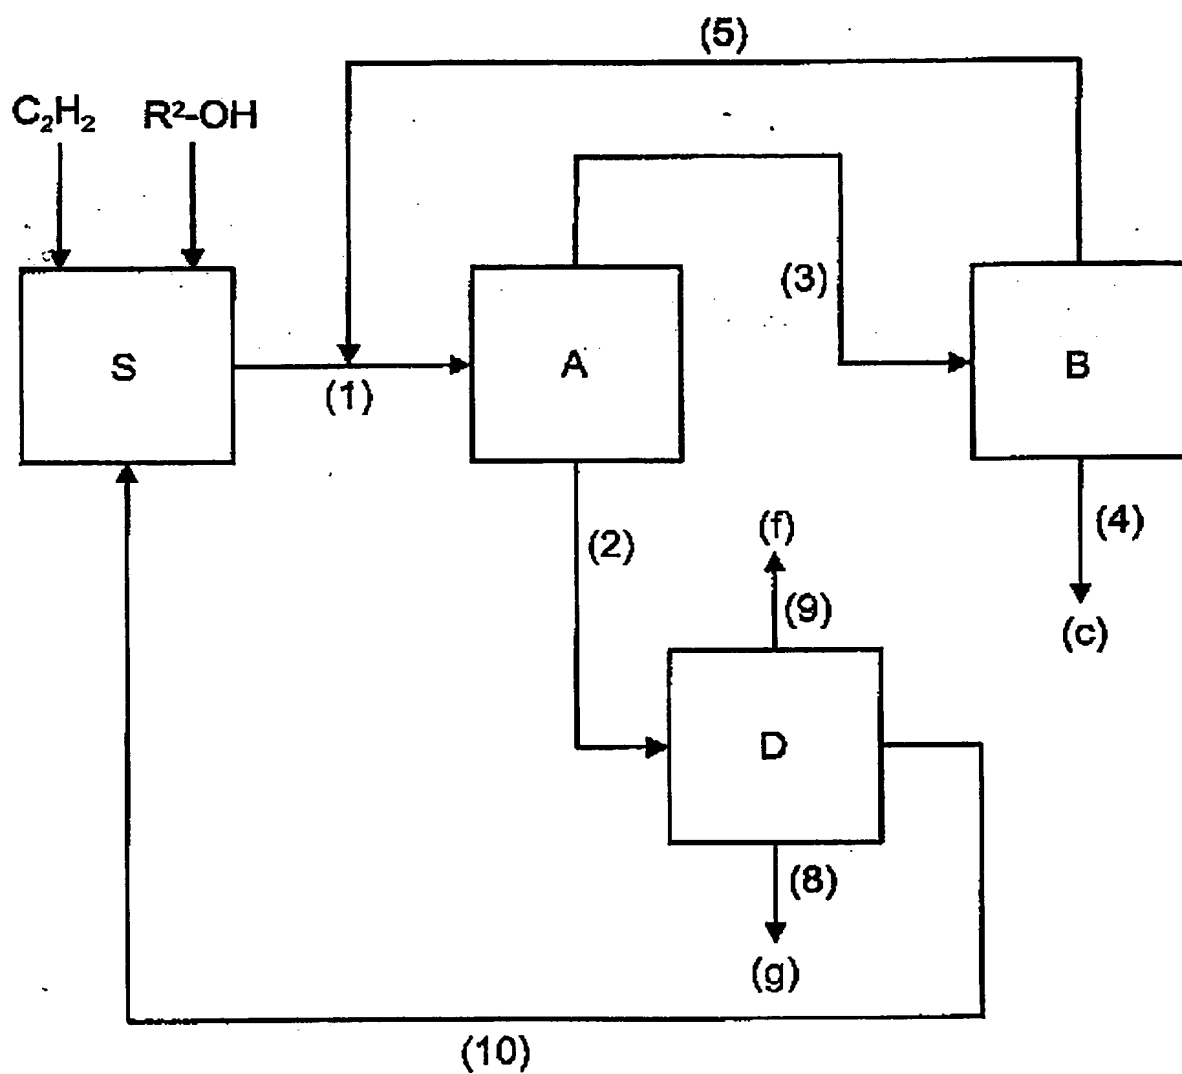 (5)
C₂H₂
R²-OH
(3)
S
A
B
(1)
(2)
(f)
(4)
(9)
(c)
D
(8)
(g)
(10)